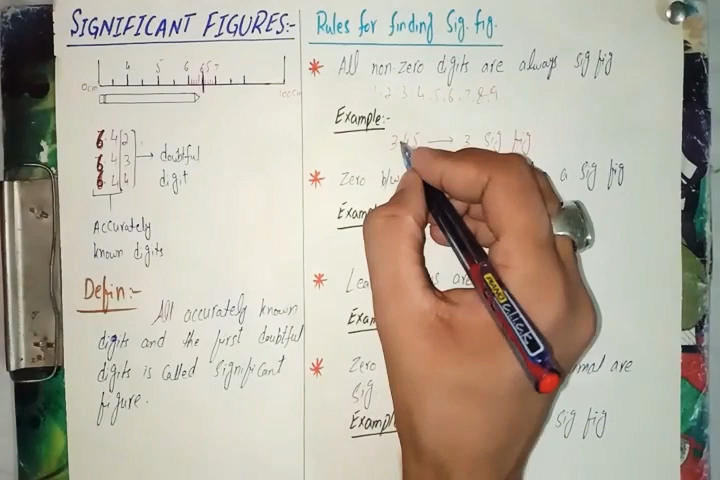 SIGNIFICANT FIGURES:-
4 5 6 6.5 7
0cm 100cm
6.4 2
6.4 3
6.4 4
doubtful
digit
Accurately
known digits
Defin:-
All accurately known
digits and the first doubtful
digits is called significant
figure.
Rules for finding Sig. fig.
* All non-zero digits are always sig fig
1.2.3.4.5.6.7.8.9
Example:-
345 → 3 sig fig
* Zero b/w a sig fig
Exam
* Lea are
Exam
* Zero mal are
sig
Exampl sig fig
NANO CLICK